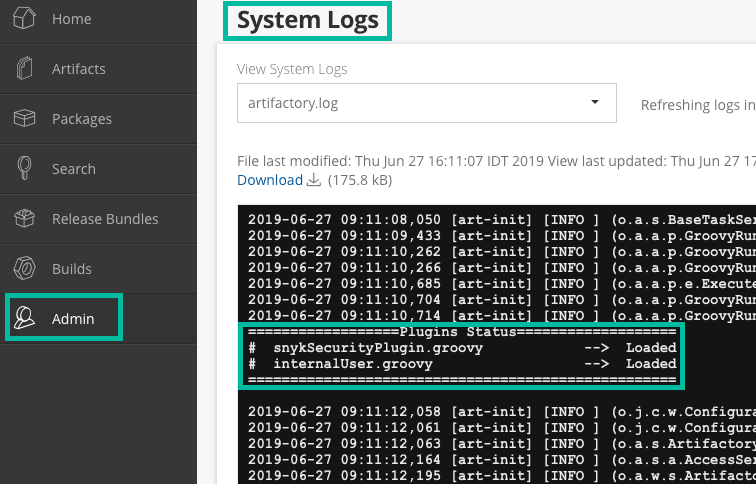 Home
Artifacts
Packages
Search
Release Bundles
Builds
Admin
System Logs
View System Logs
artifactory.log
Refreshing logs in
File last modified: Thu Jun 27 16:11:07 IDT 2019 View last updated: Thu Jun 27 17
Download (175.8 kB)
2019-06-27 09:11:08,050 [art-init] [INFO ] (o.a.s.BaseTaskSer
2019-06-27 09:11:09,433 [art-init] [INFO ] (o.a.a.p.GroovyRun
2019-06-27 09:11:10,262 [art-init] [INFO ] (o.a.a.p.GroovyRun
2019-06-27 09:11:10,266 [art-init] [INFO ] (o.a.a.p.GroovyRun
2019-06-27 09:11:10,685 [art-init] [INFO ] (o.a.a.p.e.Execute
2019-06-27 09:11:10,704 [art-init] [INFO ] (o.a.a.p.GroovyRun
2019-06-27 09:11:10,714 [art-init] [INFO ] (o.a.a.p.GroovyRun
==================Plugins Status===================
#  snykSecurityPlugin.groovy            -->  Loaded
#  internalUser.groovy                  -->  Loaded
===================================================
2019-06-27 09:11:12,058 [art-init] [INFO ] (o.j.c.w.Configura
2019-06-27 09:11:12,061 [art-init] [INFO ] (o.j.c.w.Configura
2019-06-27 09:11:12,063 [art-init] [INFO ] (o.a.s.Artifactory
2019-06-27 09:11:12,164 [art-init] [INFO ] (o.a.s.a.AccessSer
2019-06-27 09:11:12,195 [art-init] [INFO ] (o.a.w.s.Artifacto